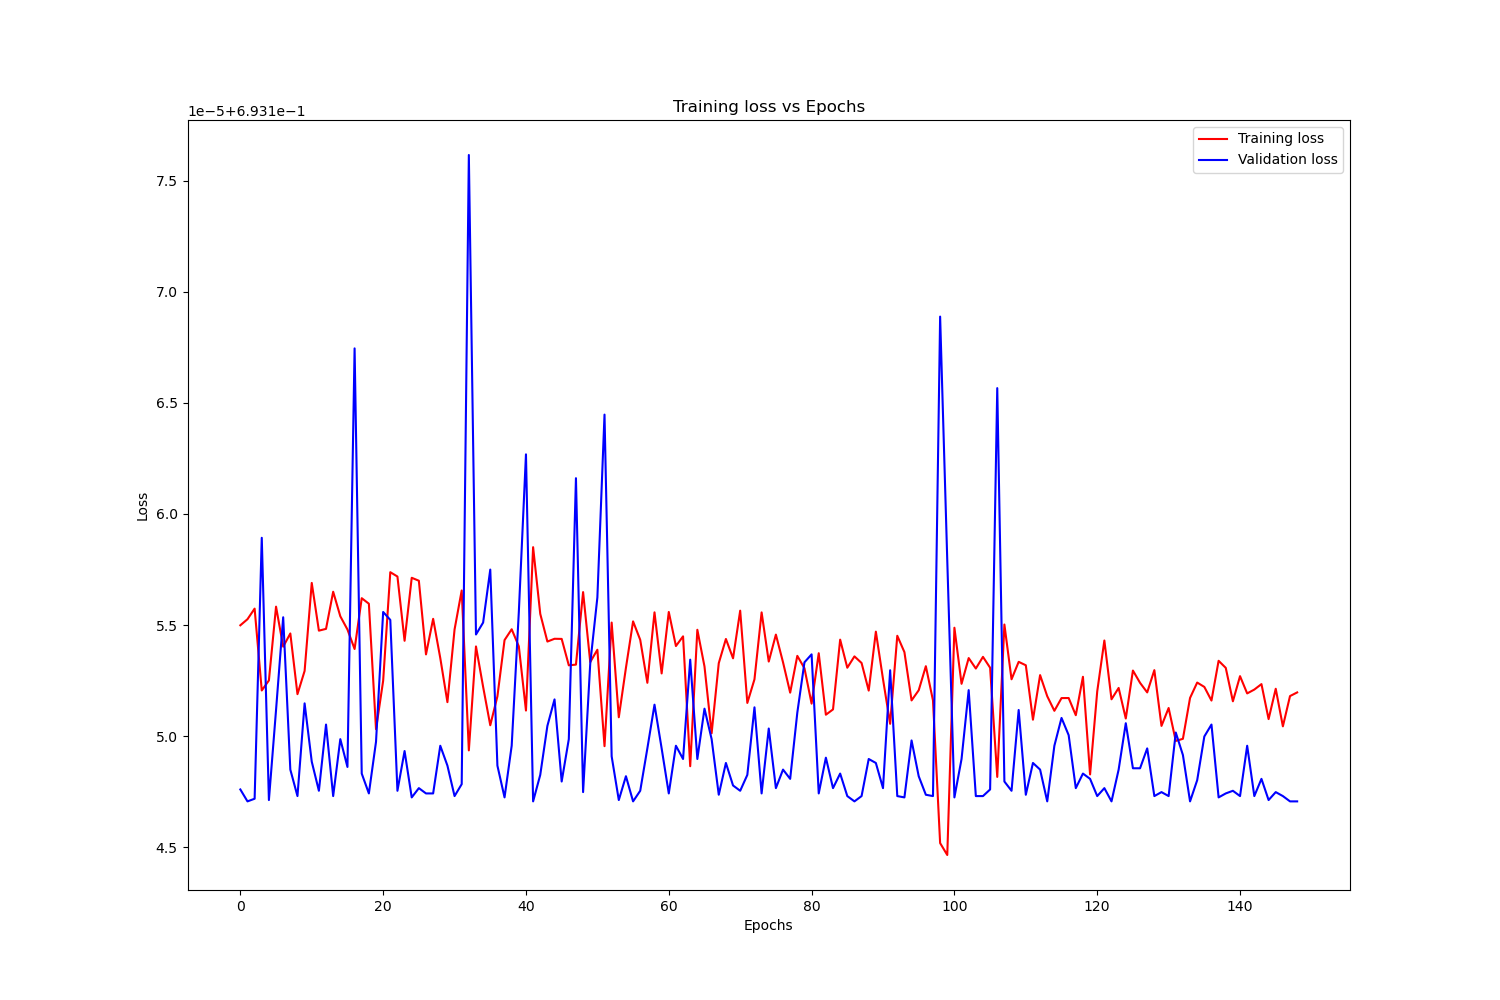 Training loss vs Epochs
1e−5+6.931e−1
Training loss
Validation loss
7.5
7.0
6.5
6.0
5.5
5.0
4.5
Loss
0 20 40 60 80 100 120 140
Epochs